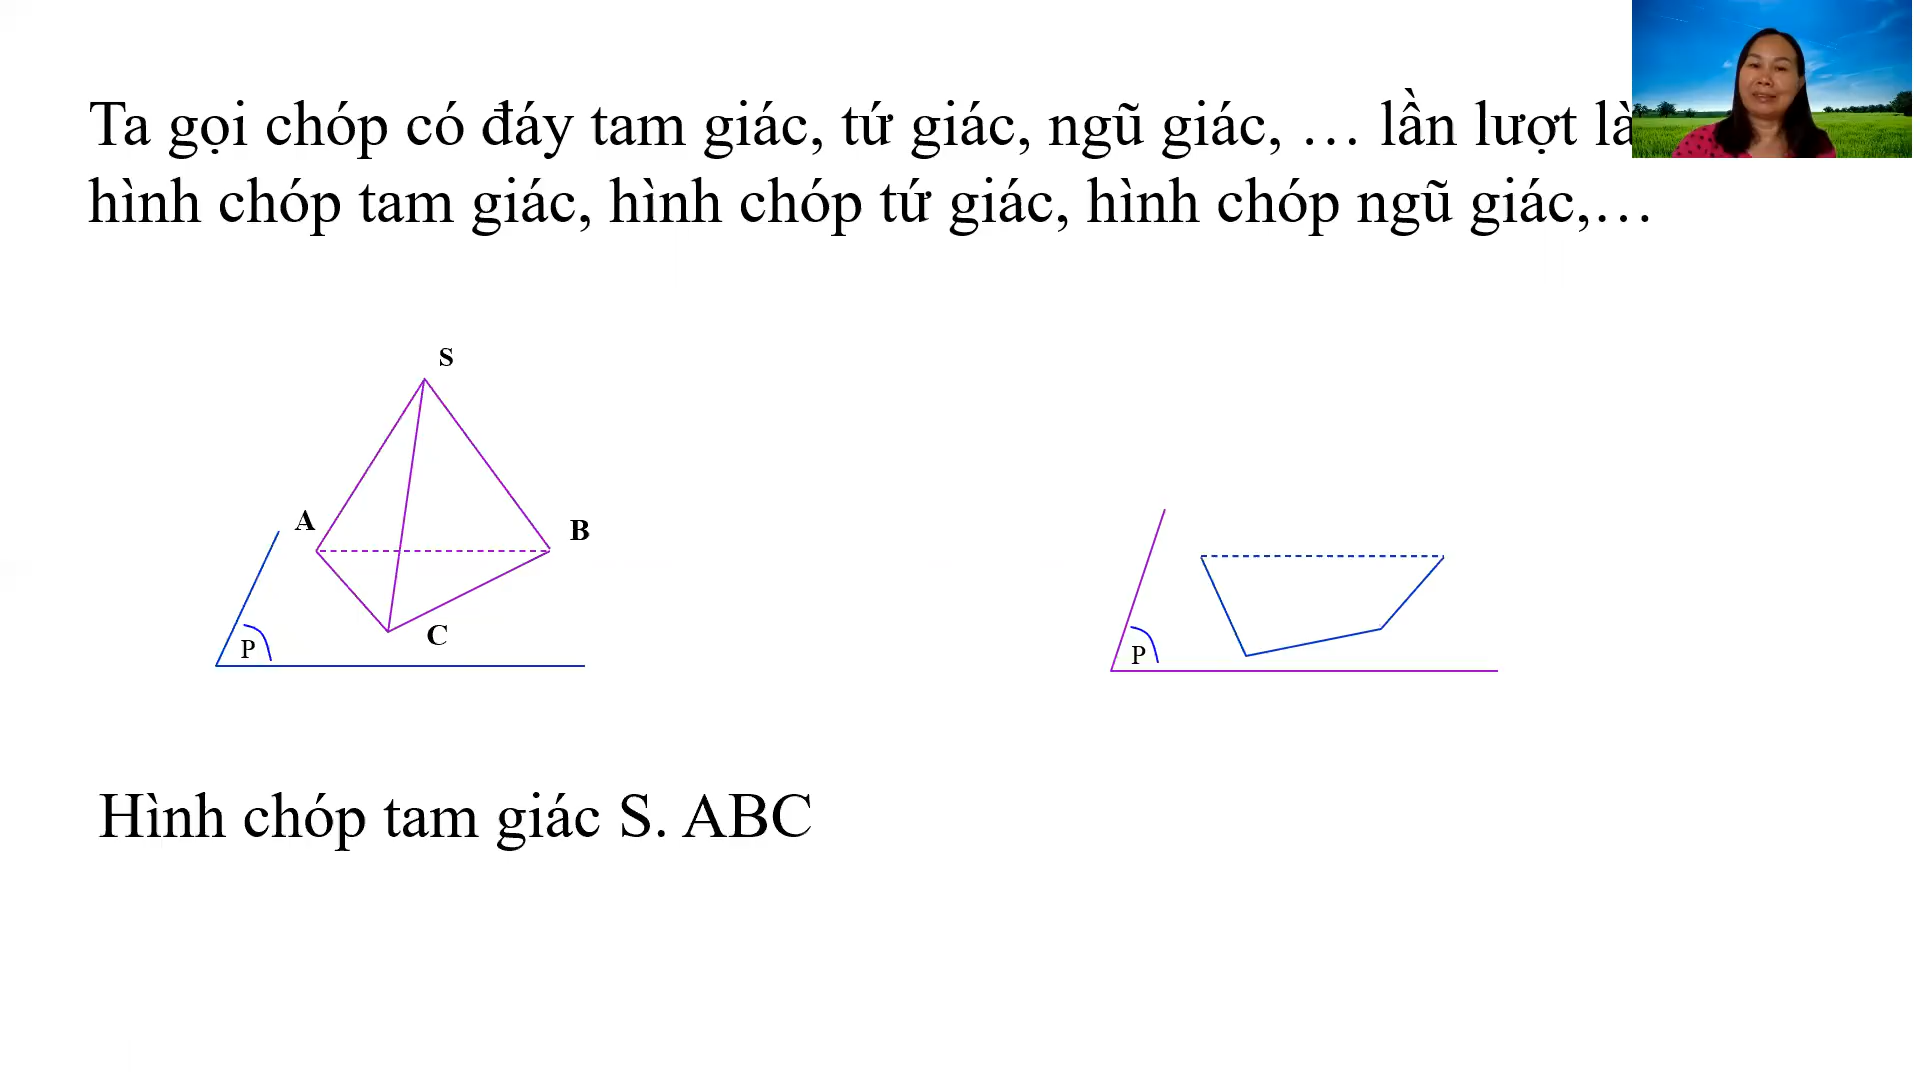 Ta gọi chóp có đáy tam giác, tứ giác, ngũ giác, … lần lượt là
hình chóp tam giác, hình chóp tứ giác, hình chóp ngũ giác,…
S
A
B
C
P
P
Hình chóp tam giác S. ABC